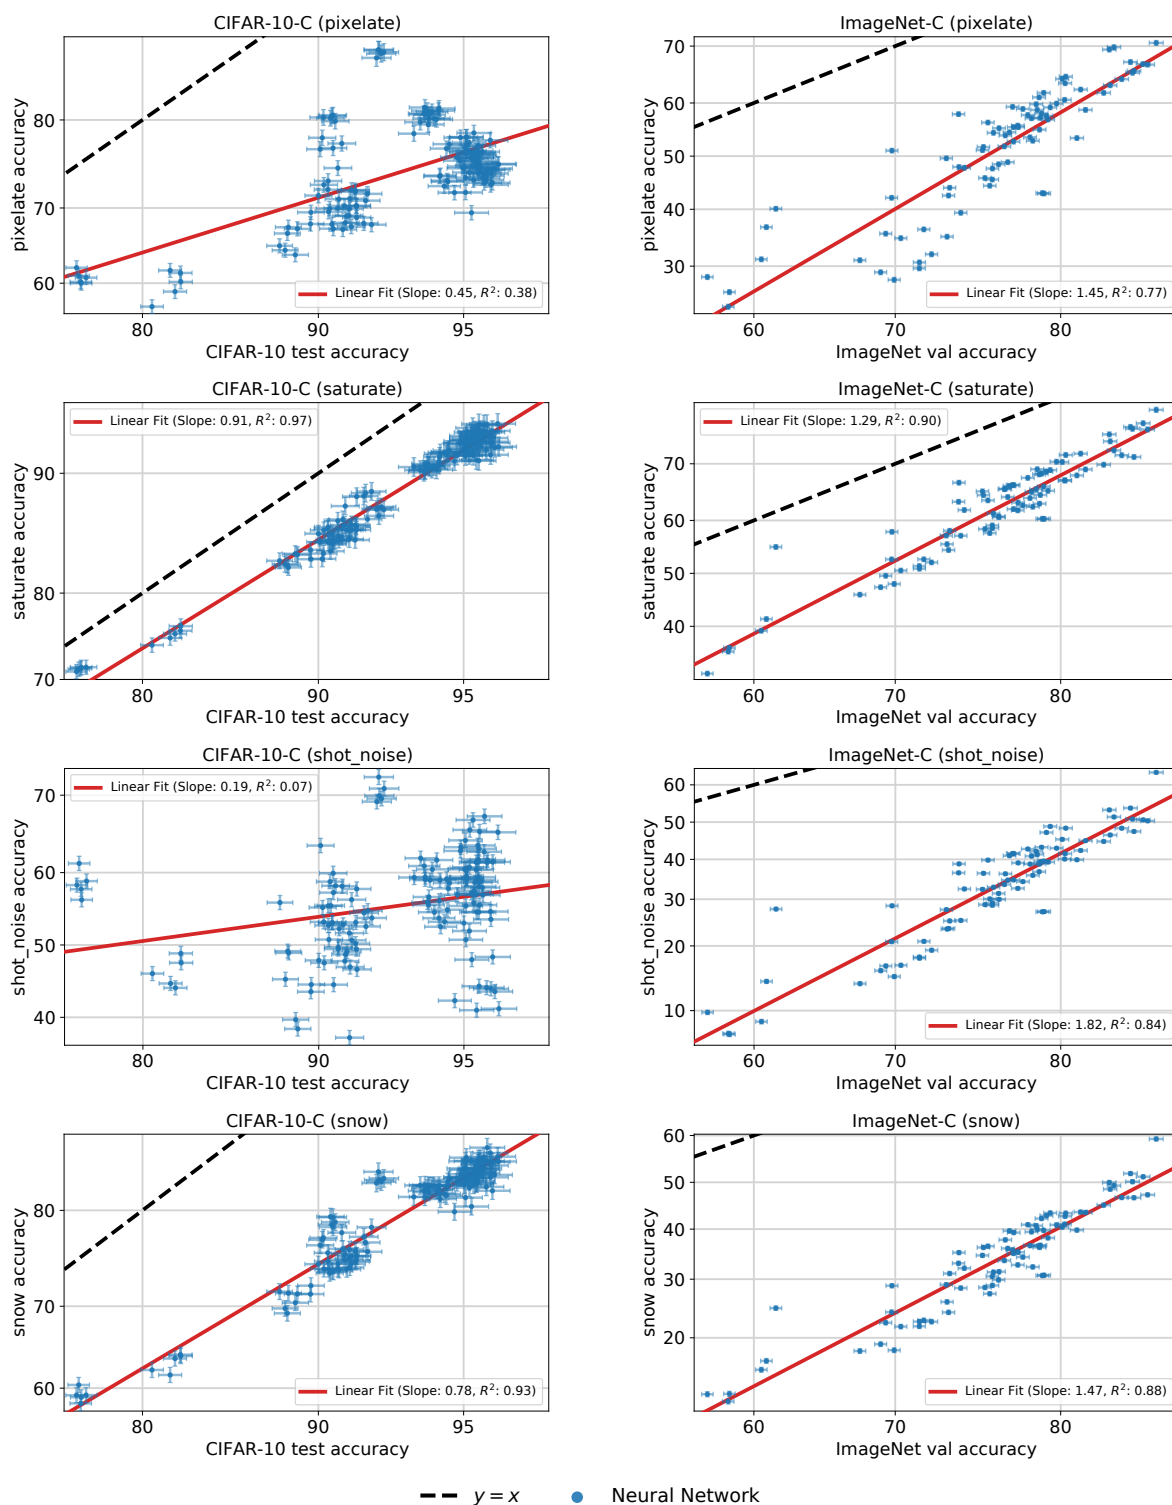 CIFAR-10-C (pixelate)
80
70
60
pixelate accuracy
Linear Fit (Slope: 0.45, R²: 0.38)
80
90
95
CIFAR-10 test accuracy
ImageNet-C (pixelate)
70
60
50
40
30
pixelate accuracy
Linear Fit (Slope: 1.45, R²: 0.77)
60
70
80
ImageNet val accuracy
CIFAR-10-C (saturate)
Linear Fit (Slope: 0.91, R²: 0.97)
90
80
70
saturate accuracy
80
90
95
CIFAR-10 test accuracy
ImageNet-C (saturate)
Linear Fit (Slope: 1.29, R²: 0.90)
70
60
50
40
saturate accuracy
60
70
80
ImageNet val accuracy
CIFAR-10-C (shot_noise)
Linear Fit (Slope: 0.19, R²: 0.07)
70
60
50
40
shot_noise accuracy
80
90
95
CIFAR-10 test accuracy
ImageNet-C (shot_noise)
60
50
40
30
20
10
shot_noise accuracy
Linear Fit (Slope: 1.82, R²: 0.84)
60
70
80
ImageNet val accuracy
CIFAR-10-C (snow)
80
70
60
snow accuracy
Linear Fit (Slope: 0.78, R²: 0.93)
80
90
95
CIFAR-10 test accuracy
ImageNet-C (snow)
60
50
40
30
20
snow accuracy
Linear Fit (Slope: 1.47, R²: 0.88)
60
70
80
ImageNet val accuracy
y = x
Neural Network